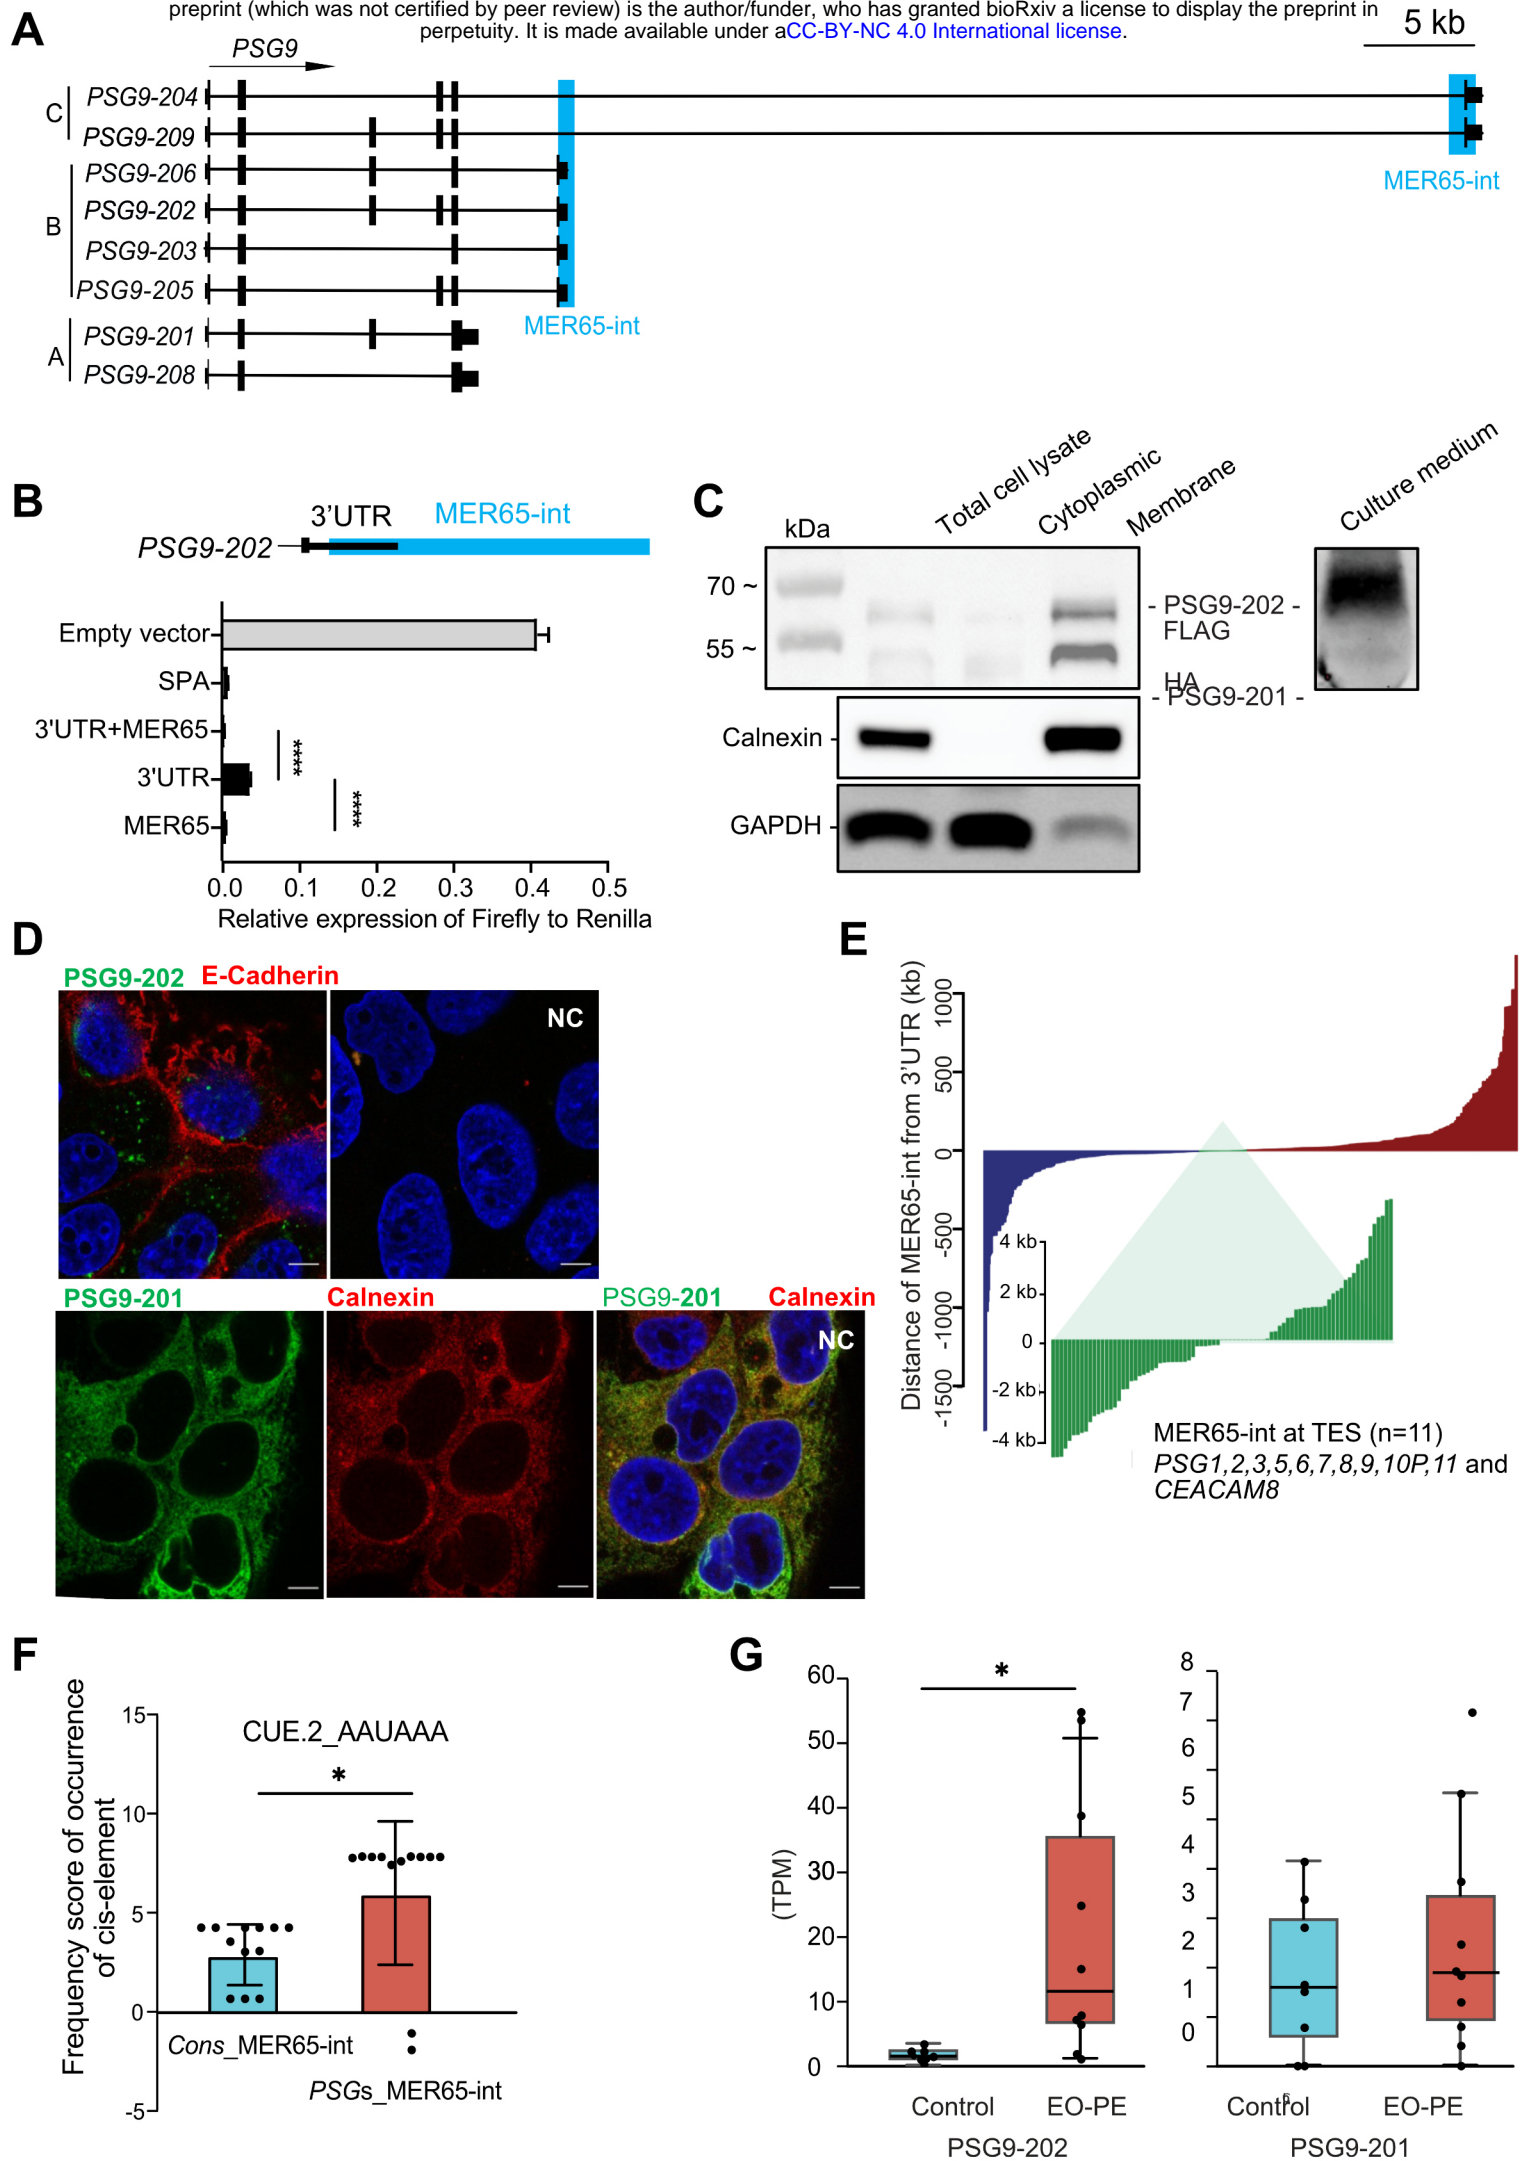 preprint (which was not certified by peer review) is the author/funder, who has granted bioRxiv a license to display the preprint in
perpetuity. It is made available under aCC-BY-NC 4.0 International license.
A
PSG9
5 kb
C
PSG9-204
PSG9-209
B
PSG9-206
PSG9-202
PSG9-203
PSG9-205
A
PSG9-201
PSG9-208
MER65-int
MER65-int
B
3'UTR
MER65-int
PSG9-202
Empty vector
SPA
3'UTR+MER65
3'UTR
MER65
****
****
0.0 0.1 0.2 0.3 0.4 0.5
Relative expression of Firefly to Renilla
C
kDa
Total cell lysate
Cytoplasmic
Membrane
Culture medium
70 ~
55 ~
- PSG9-202 -
FLAG
HA
- PSG9-201 -
Calnexin
GAPDH
D
PSG9-202 E-Cadherin
NC
PSG9-201
Calnexin
PSG9-201 Calnexin
NC
E
Distance of MER65-int from 3'UTR (kb)
1000
500
0
-500
-1000
-1500
4 kb
2 kb
0
-2 kb
-4 kb
MER65-int at TES (n=11)
PSG1,2,3,5,6,7,8,9,10P,11 and
CEACAM8
F
Frequency score of occurrence
of cis-element
15
10
5
0
-5
CUE.2_AAUAAA
*
Cons_MER65-int
PSGs_MER65-int
G
(TPM)
60
50
40
30
20
10
0
*
Control EO-PE
PSG9-202
8
7
6
5
4
3
2
1
0
Control EO-PE
PSG9-201